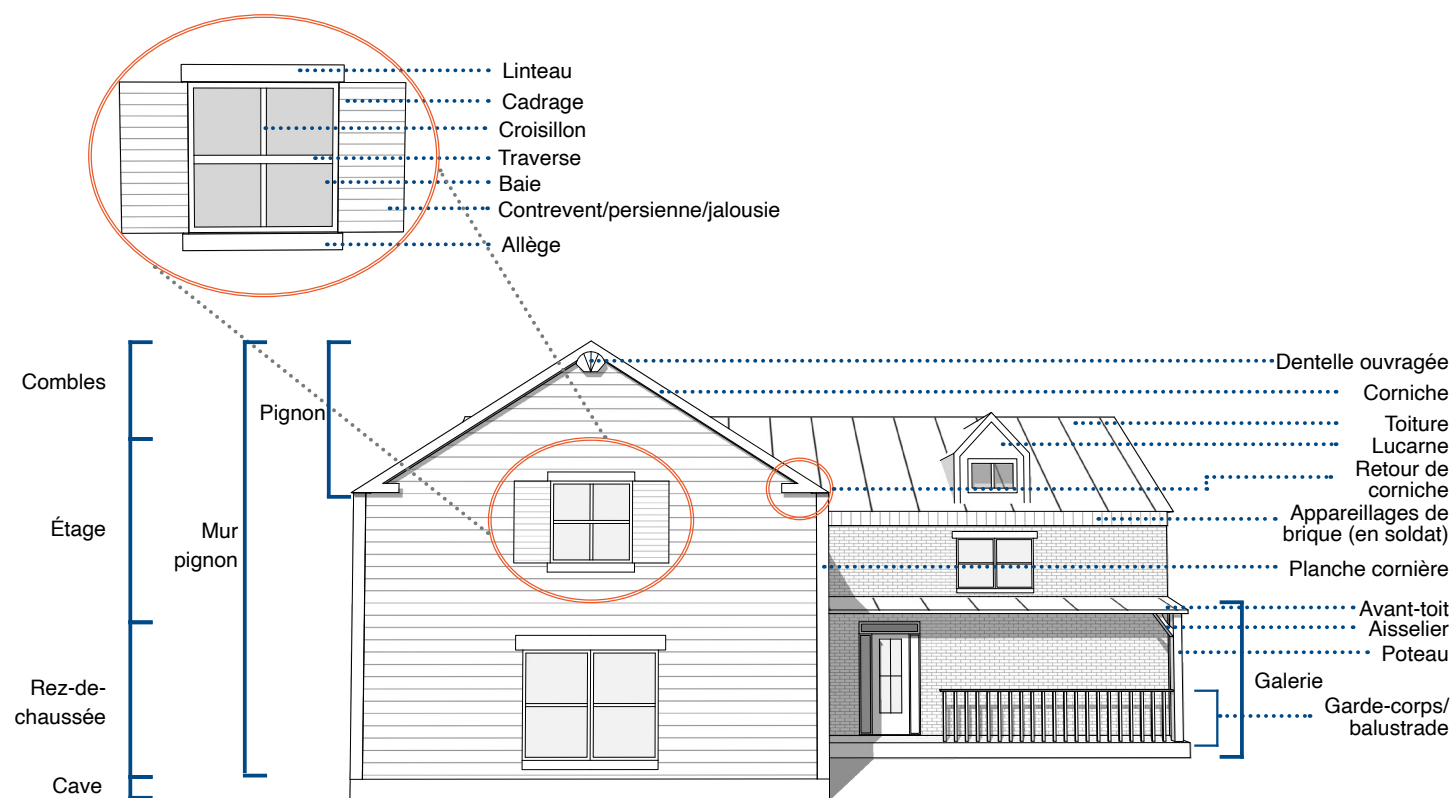 Linteau
Cadrage
Croisillon
Traverse
Baie
Contrevent/persienne/jalousie
Allège
Combles
Étage
Rez-de-
chaussée
Cave
Mur
pignon
Pignon
Dentelle ouvragée
Corniche
Toiture
Lucarne
Retour de
corniche
Appareillages de
brique (en soldat)
Planche cornière
Avant-toit
Aisselier
Poteau
Galerie
Garde-corps/
balustrade